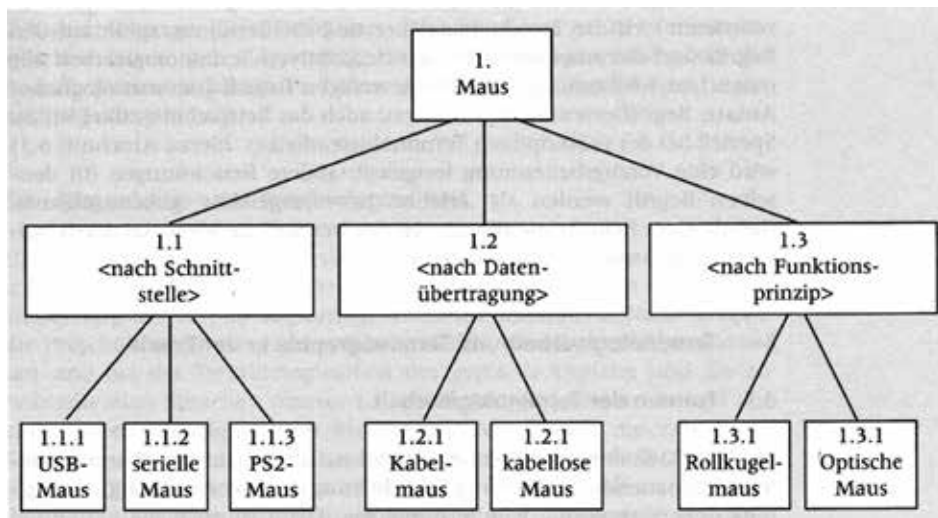 1.
Maus
1.1
<nach Schnitt-
stelle>
1.2
<nach Daten-
übertragung>
1.3
<nach Funktions-
prinzip>
1.1.1
USB-
Maus
1.1.2
serielle
Maus
1.1.3
PS2-
Maus
1.2.1
Kabel-
maus
1.2.1
kabellose
Maus
1.3.1
Rollkugel-
maus
1.3.1
Optische
Maus